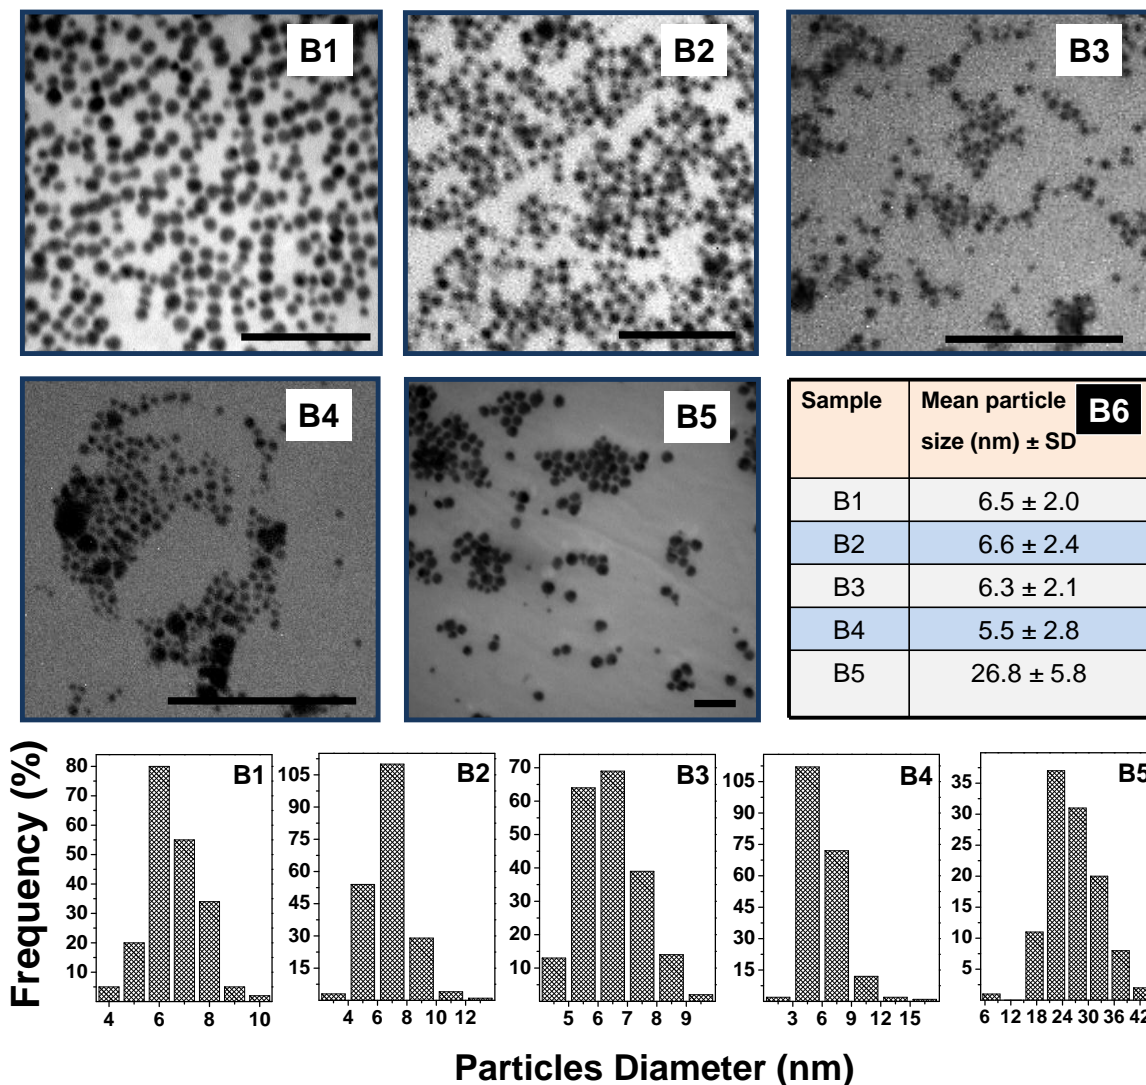 B1
B2
B3
B4
B5
B6
Sample Mean particle
size (nm) ± SD
B1 6.5 ± 2.0
B2 6.6 ± 2.4
B3 6.3 ± 2.1
B4 5.5 ± 2.8
B5 26.8 ± 5.8
Frequency (%)
B1
80
70
60
50
40
30
20
10
4 6 8 10
B2
105
90
75
60
45
30
15
4 6 8 10 12
B3
70
60
50
40
30
20
10
5 6 7 8 9
B4
105
90
75
60
45
30
15
3 6 9 12 15
B5
35
30
25
20
15
10
5
6 12 18 24 30 36 42
Particles Diameter (nm)